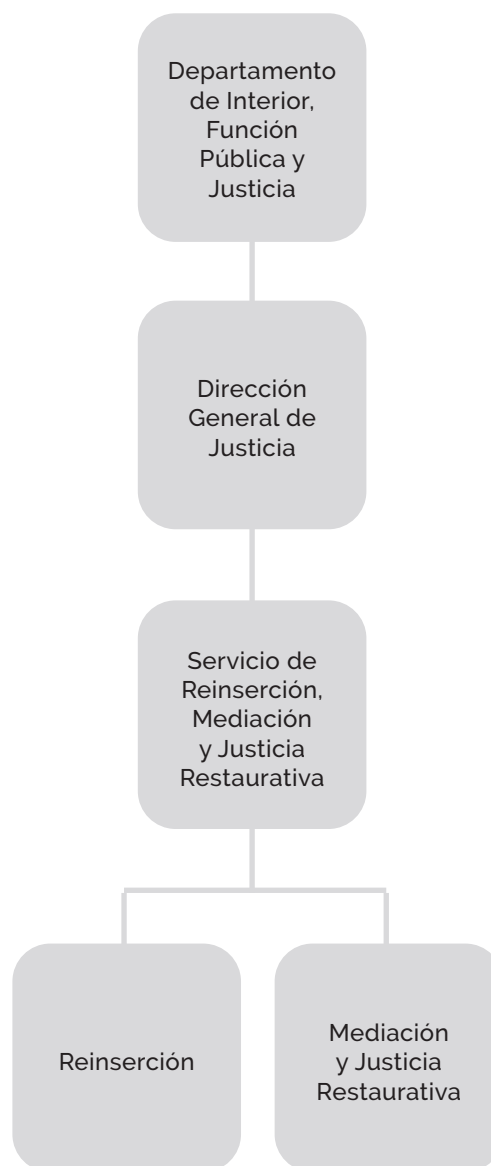 Departamento
de Interior,
Función
Pública y
Justicia
Dirección
General de
Justicia
Servicio de
Reinserción,
Mediación
y Justicia
Restaurativa
Reinserción
Mediación
y Justicia
Restaurativa